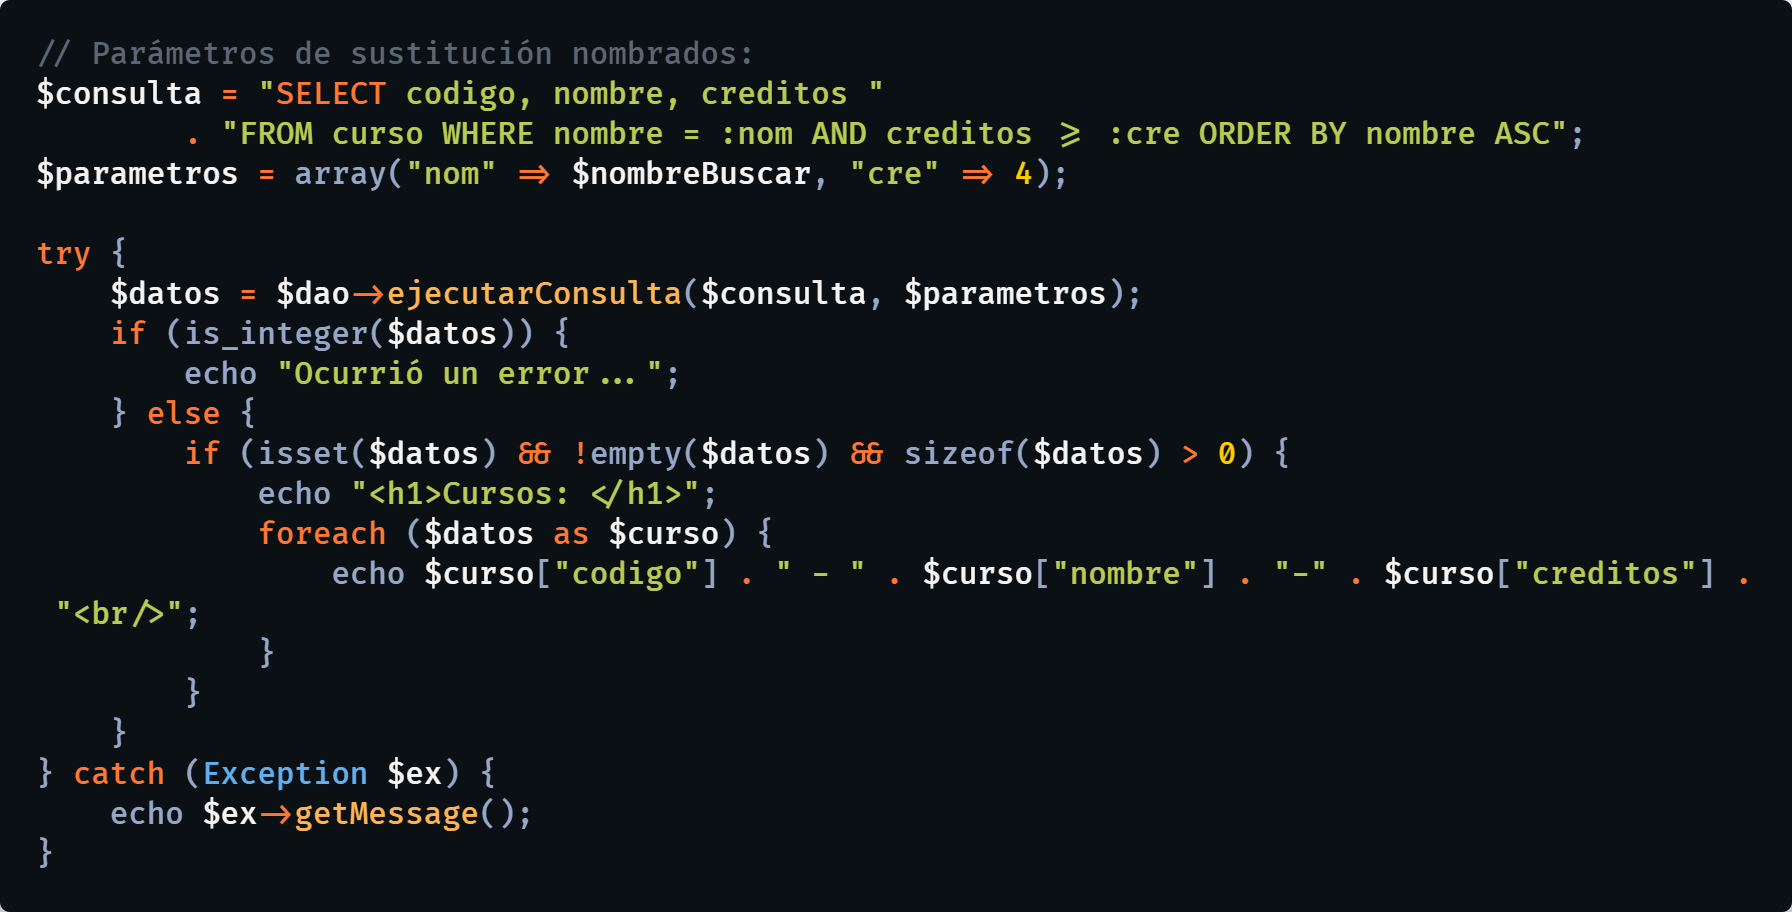 // Parámetros de sustitución nombrados:
$consulta = "SELECT codigo, nombre, creditos "
        . "FROM curso WHERE nombre = :nom AND creditos >= :cre ORDER BY nombre ASC";
$parametros = array("nom" => $nombreBuscar, "cre" => 4);

try {
    $datos = $dao->ejecutarConsulta($consulta, $parametros);
    if (is_integer($datos)) {
        echo "Ocurrió un error...";
    } else {
        if (isset($datos) && !empty($datos) && sizeof($datos) > 0) {
            echo "<h1>Cursos: </h1>";
            foreach ($datos as $curso) {
                echo $curso["codigo"] . " - " . $curso["nombre"] . "-" . $curso["creditos"] .
 "<br/>";
            }
        }
    }
} catch (Exception $ex) {
    echo $ex->getMessage();
}